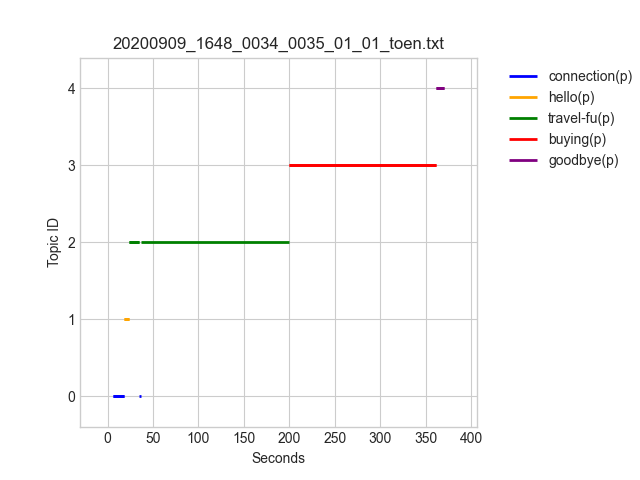 20200909_1648_0034_0035_01_01_toen.txt
connection(p)
hello(p)
travel-fu(p)
buying(p)
goodbye(p)
Topic ID
4
3
2
1
0
0 50 100 150 200 250 300 350 400
Seconds